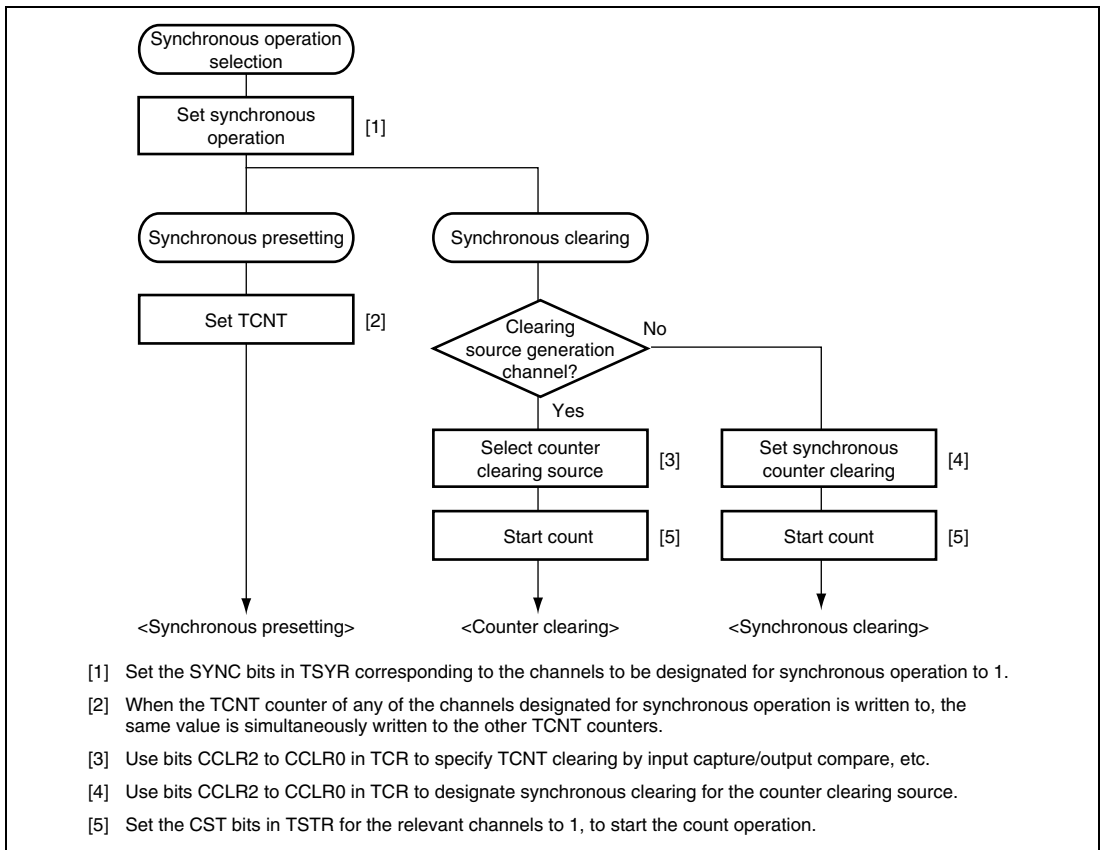 Synchronous operation
selection
Set synchronous
operation
[1]
Synchronous presetting
Synchronous clearing
Set TCNT
[2]
Clearing
source generation
channel?
No
Yes
Select counter
clearing source
[3]
Set synchronous
counter clearing
[4]
Start count
[5]
Start count
[5]
<Synchronous presetting>
<Counter clearing>
<Synchronous clearing>
[1] Set the SYNC bits in TSYR corresponding to the channels to be designated for synchronous operation to 1.
[2] When the TCNT counter of any of the channels designated for synchronous operation is written to, the
same value is simultaneously written to the other TCNT counters.
[3] Use bits CCLR2 to CCLR0 in TCR to specify TCNT clearing by input capture/output compare, etc.
[4] Use bits CCLR2 to CCLR0 in TCR to designate synchronous clearing for the counter clearing source.
[5] Set the CST bits in TSTR for the relevant channels to 1, to start the count operation.